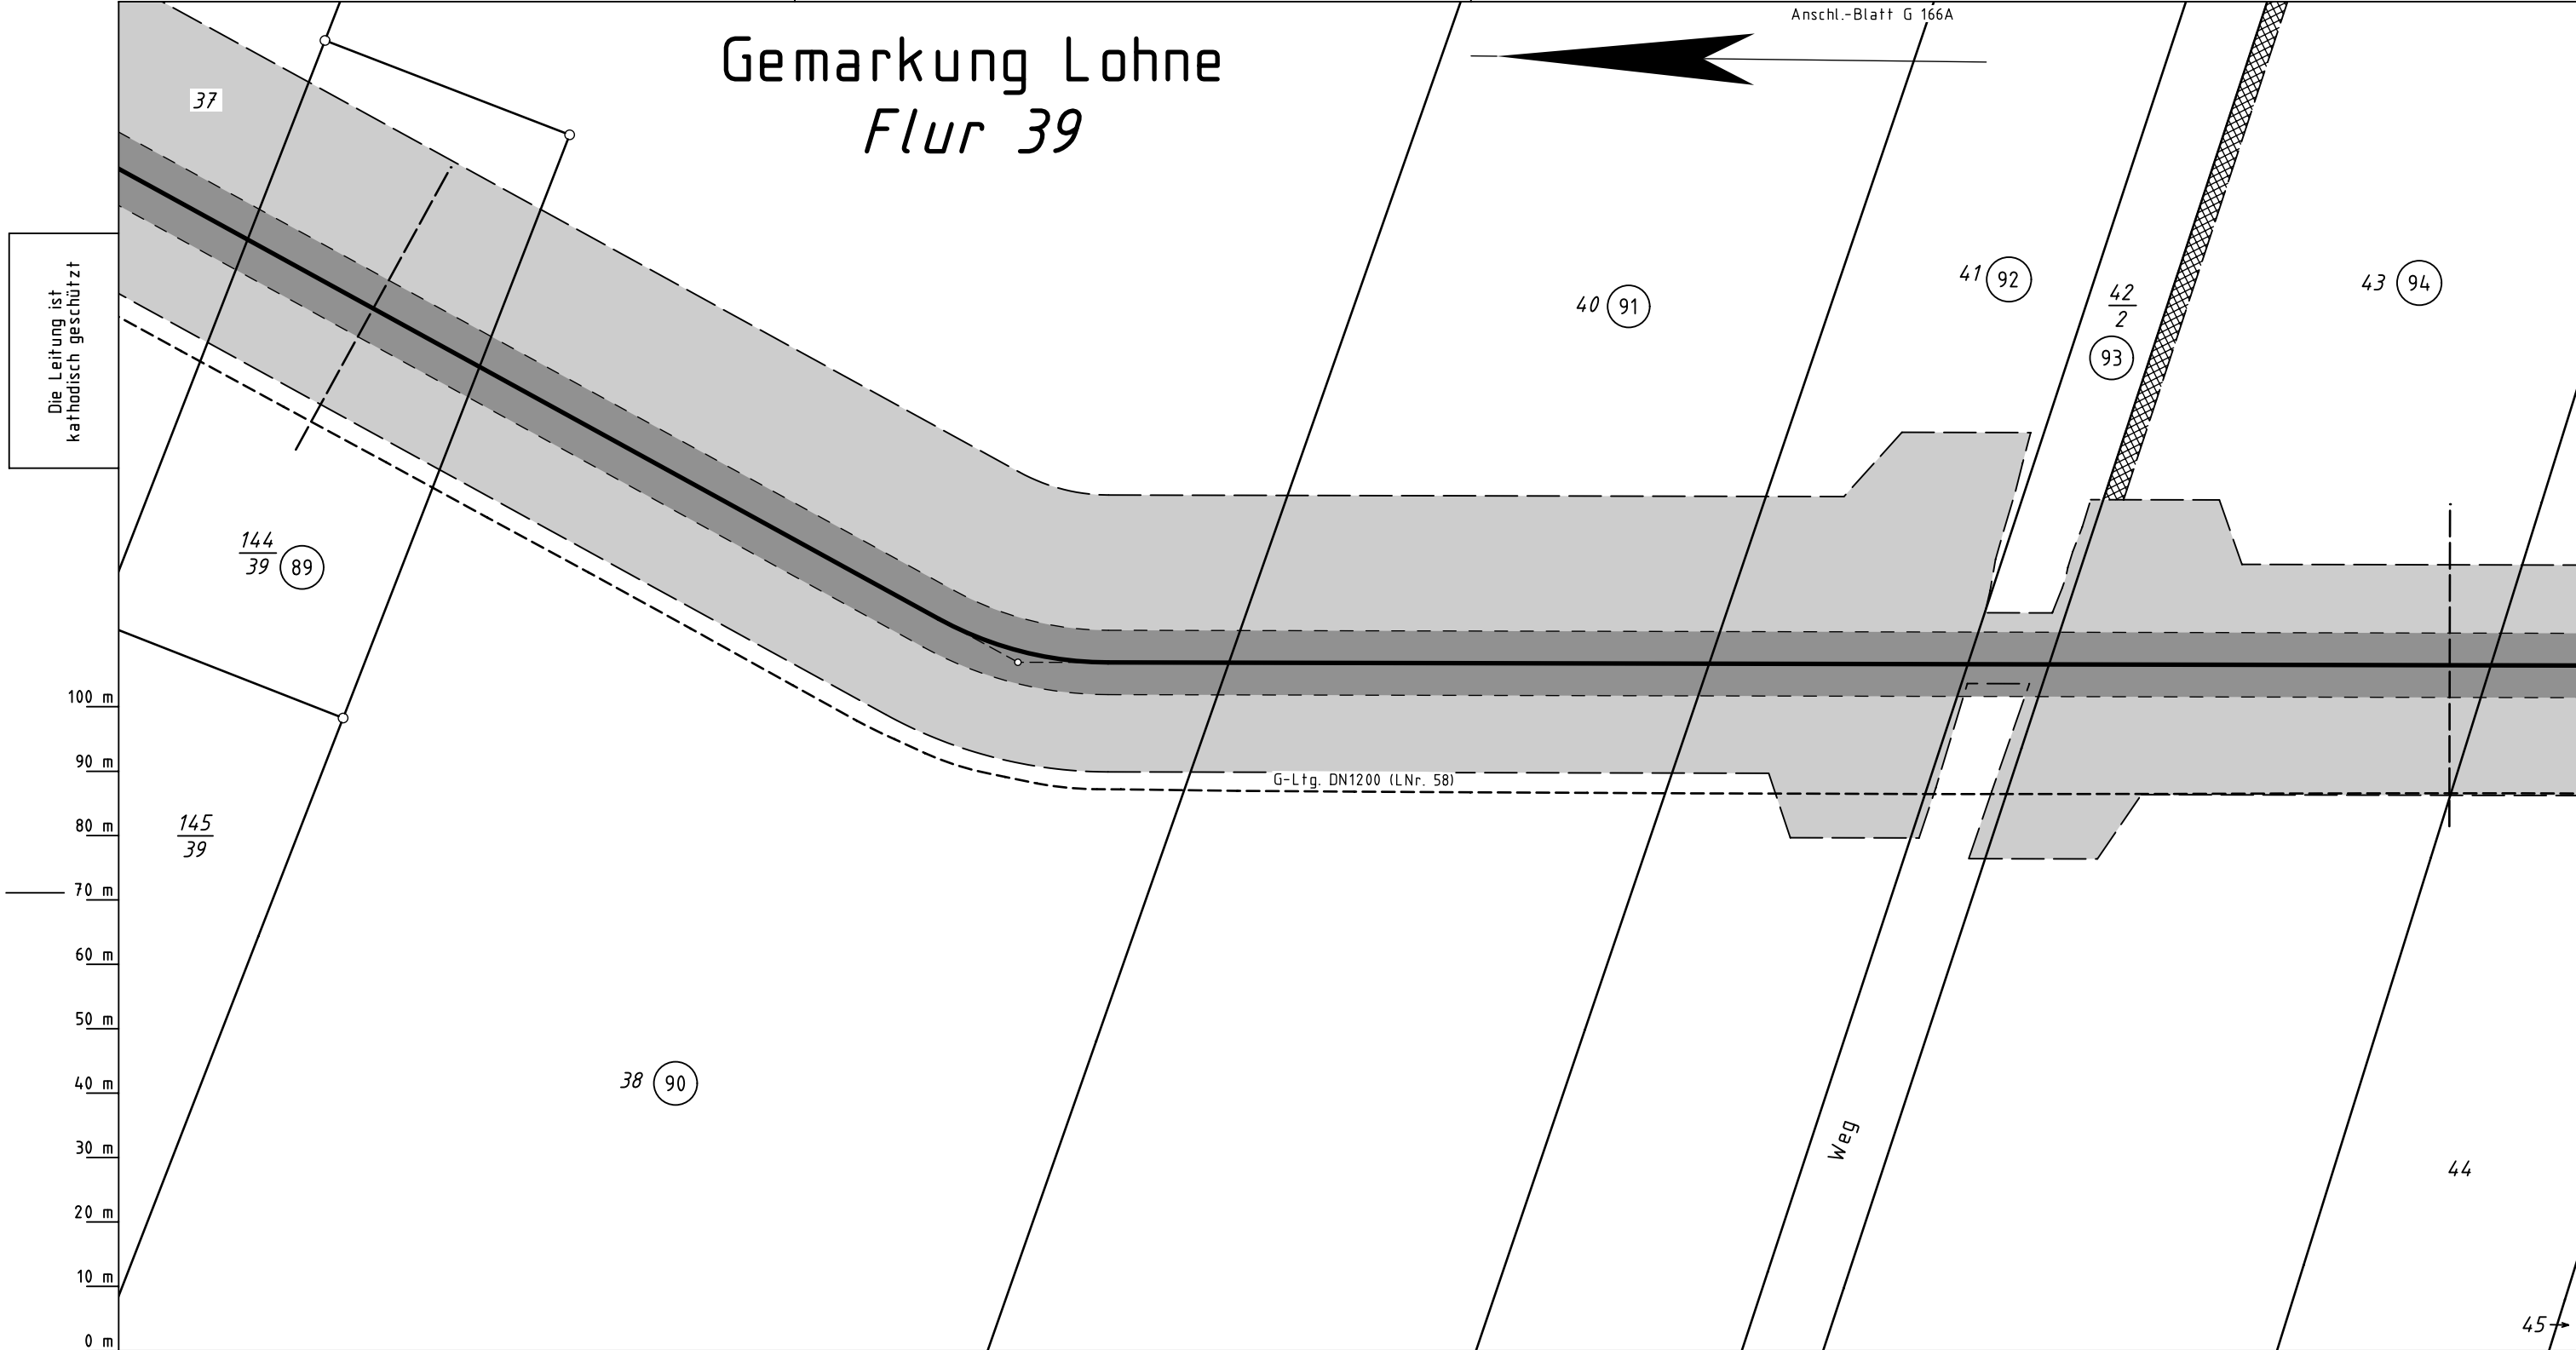 Anschl.-Blatt G 166A
Gemarkung Lohne
Flur 39
37
Die Leitung ist
kathodisch geschützt
41 92
43 94
40 91
42
2
93
144
39 89
100 m
90 m
G-Ltg. DN1200 (LNr. 58)
80 m
145
39
70 m
60 m
50 m
40 m
38 90
30 m
Weg
44
20 m
10 m
0 m
45